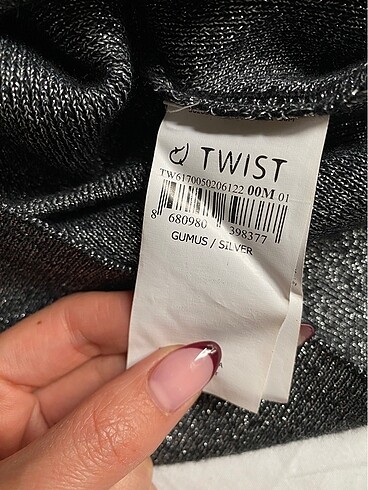 TWIST
TW6170050206122 00M 01
8 680980 398377
GUMUS / SILVER